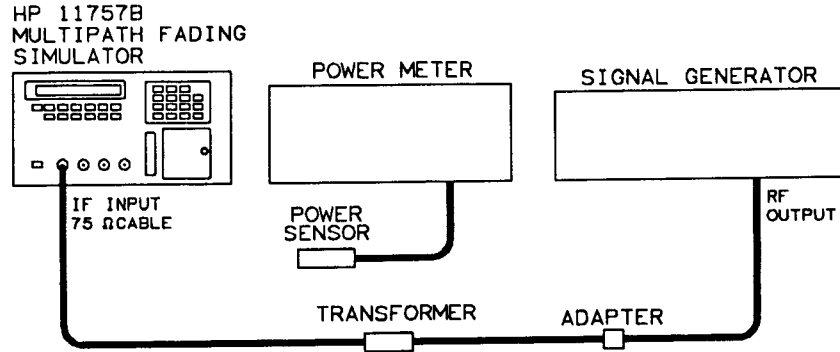 HP 11757B
MULTIPATH FADING
SIMULATOR
POWER METER
SIGNAL GENERATOR
IF INPUT
75 ΩCABLE
POWER
SENSOR
RF
OUTPUT
TRANSFORMER
ADAPTER